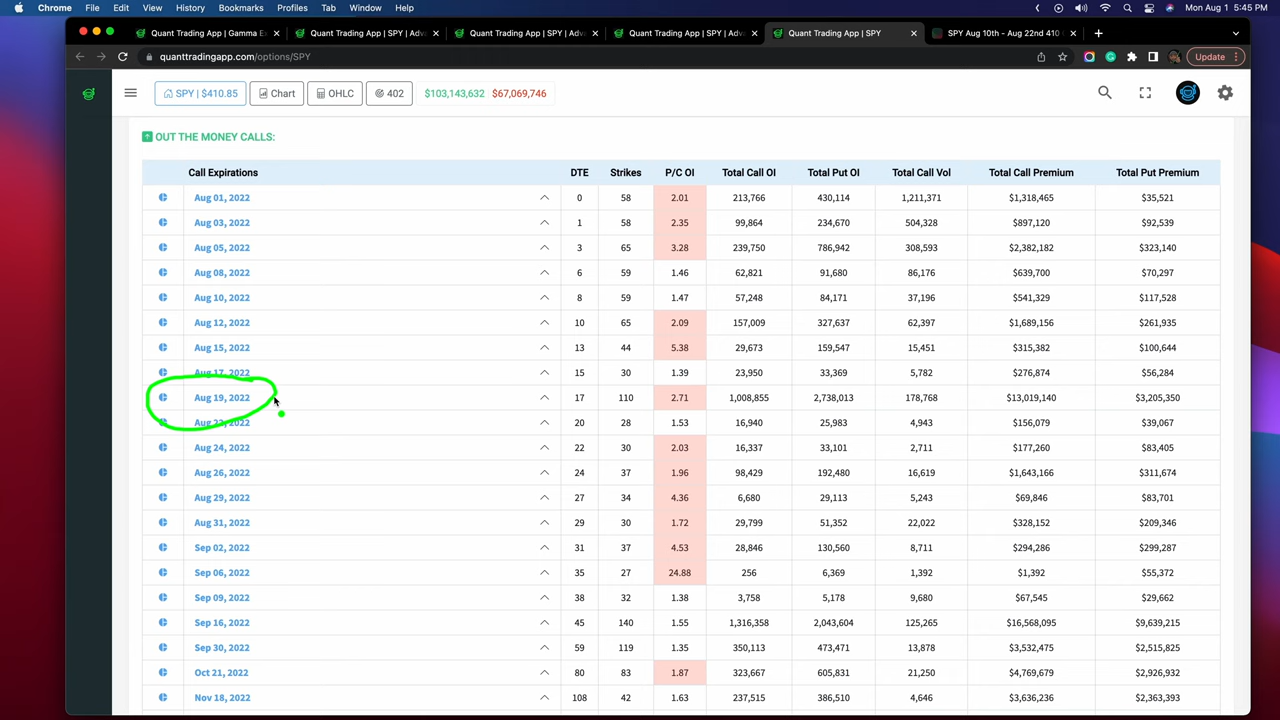 Chrome File Edit View History Bookmarks Profiles Tab Window Help Mon Aug 1 5:45 PM
Quant Trading App | Gamma E Quant Trading App | SPY | Adva Quant Trading App | SPY | Adva Quant Trading App | SPY | Adva Quant Trading App | SPY SPY Aug 10th - Aug 22nd 410
quanttradingapp.com/options/SPY Update
SPY | $410.85 Chart OHLC 402 $103,143,632 $67,069,746
OUT THE MONEY CALLS:
Call Expirations DTE Strikes P/C OI Total Call OI Total Put OI Total Call Vol Total Call Premium Total Put Premium
Aug 01, 2022 0 58 2.01 213,766 430,114 1,211,371 $1,318,465 $35,521
Aug 03, 2022 1 58 2.35 99,864 234,670 504,328 $897,120 $92,539
Aug 05, 2022 3 65 3.28 239,750 786,942 308,593 $2,382,182 $323,140
Aug 08, 2022 6 59 1.46 62,821 91,680 86,176 $639,700 $70,297
Aug 10, 2022 8 59 1.47 57,248 84,171 37,196 $541,329 $117,528
Aug 12, 2022 10 65 2.09 157,009 327,637 62,397 $1,689,156 $261,935
Aug 15, 2022 13 44 5.38 29,673 159,547 15,451 $315,382 $100,644
Aug 17, 2022 15 30 1.39 23,950 33,369 5,782 $276,874 $56,284
Aug 19, 2022 17 110 2.71 1,008,855 2,738,013 178,768 $13,019,140 $3,205,350
Aug 22, 2022 20 28 1.53 16,940 25,983 4,943 $156,079 $39,067
Aug 24, 2022 22 30 2.03 16,337 33,101 2,711 $177,260 $83,405
Aug 26, 2022 24 37 1.96 98,429 192,480 16,619 $1,643,166 $311,674
Aug 29, 2022 27 34 4.36 6,680 29,113 5,243 $69,846 $83,701
Aug 31, 2022 29 30 1.72 29,799 51,352 22,022 $328,152 $209,346
Sep 02, 2022 31 37 4.53 28,846 130,560 8,711 $294,286 $299,287
Sep 06, 2022 35 27 24.88 256 6,369 1,392 $1,392 $55,372
Sep 09, 2022 38 32 1.38 3,758 5,178 9,680 $67,545 $29,662
Sep 16, 2022 45 140 1.55 1,316,358 2,043,604 125,265 $16,568,095 $9,639,215
Sep 30, 2022 59 119 1.35 350,113 473,471 13,878 $3,532,475 $2,515,825
Oct 21, 2022 80 83 1.87 323,667 605,831 21,250 $4,769,679 $2,926,932
Nov 18, 2022 108 42 1.63 237,515 386,510 4,646 $3,636,236 $2,363,393